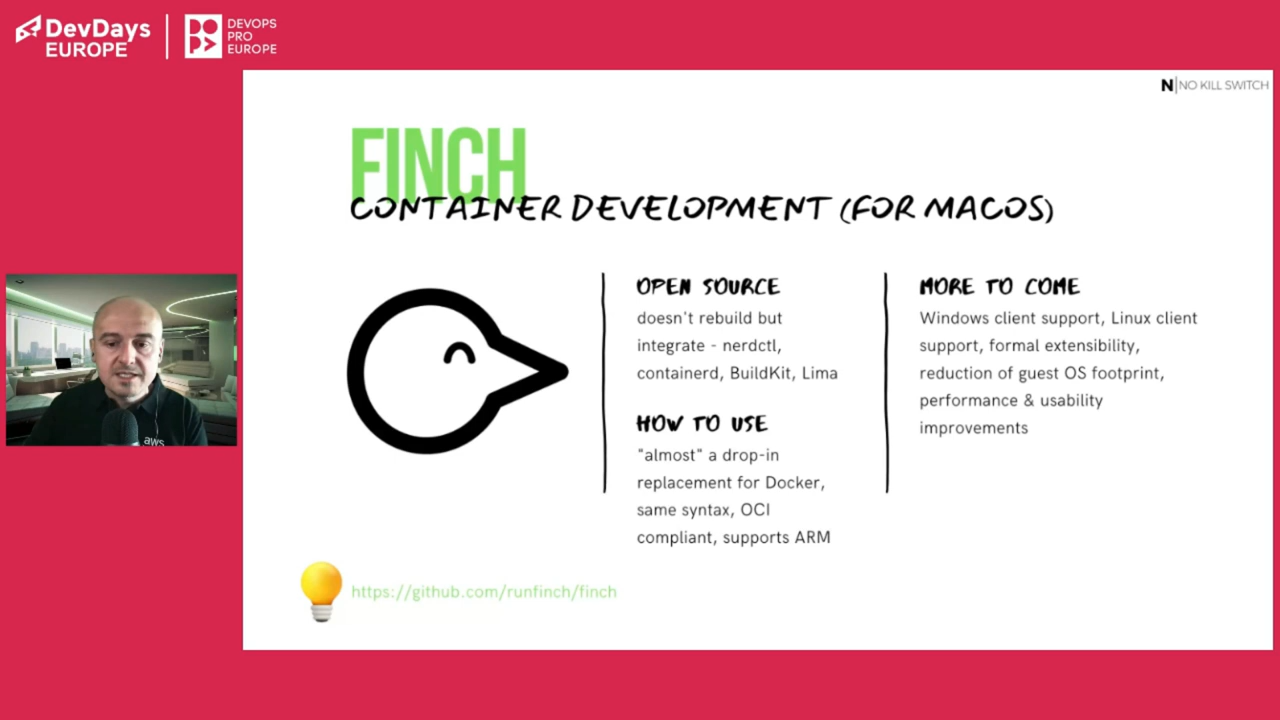 DevDays
EUROPE
DEVOPS
PRO
EUROPE
N|NO KILL SWITCH
FINCH
CONTAINER DEVELOPMENT (FOR MACOS)
OPEN SOURCE
doesn't rebuild but
integrate - nerdctl,
containerd, BuildKit, Lima
HOW TO USE
"almost" a drop-in
replacement for Docker,
same syntax, OCI
compliant, supports ARM
MORE TO COME
Windows client support, Linux client
support, formal extensibility,
reduction of guest OS footprint,
performance & usability
improvements
https://github.com/runfinch/finch
aws